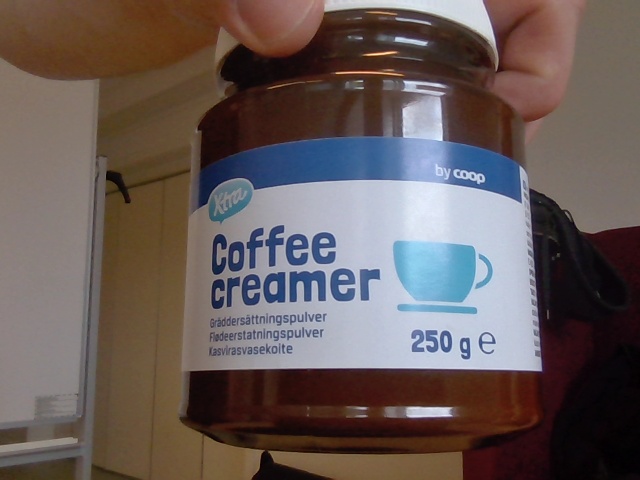 by coop
Xtra
Coffee
creamer
Gräddersättningspulver
Flødeerstatningspulver
Kasvirasvasekoite
250 g e